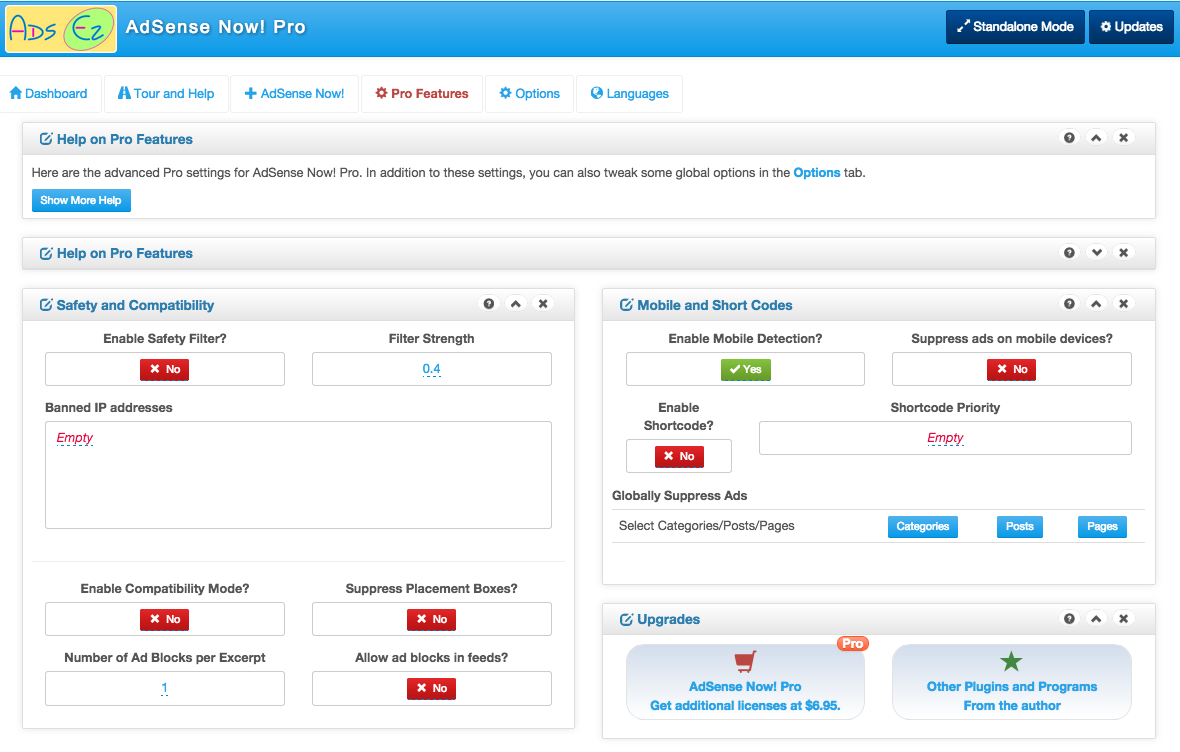 Ads Ez
AdSense Now! Pro
Standalone Mode
Updates
Dashboard
Tour and Help
AdSense Now!
Pro Features
Options
Languages
Help on Pro Features
Here are the advanced Pro settings for AdSense Now! Pro. In addition to these settings, you can also tweak some global options in the Options tab.
Show More Help
Help on Pro Features
Safety and Compatibility
Enable Safety Filter?
Filter Strength
No
0.4
Banned IP addresses
Empty
Enable Compatibility Mode?
Suppress Placement Boxes?
No
No
Number of Ad Blocks per Excerpt
Allow ad blocks in feeds?
1
No
Mobile and Short Codes
Enable Mobile Detection?
Suppress ads on mobile devices?
Yes
No
Enable
Shortcode?
Shortcode Priority
No
Empty
Globally Suppress Ads
Select Categories/Posts/Pages
Categories
Posts
Pages
Upgrades
Pro
AdSense Now! Pro
Get additional licenses at $6.95.
Other Plugins and Programs
From the author